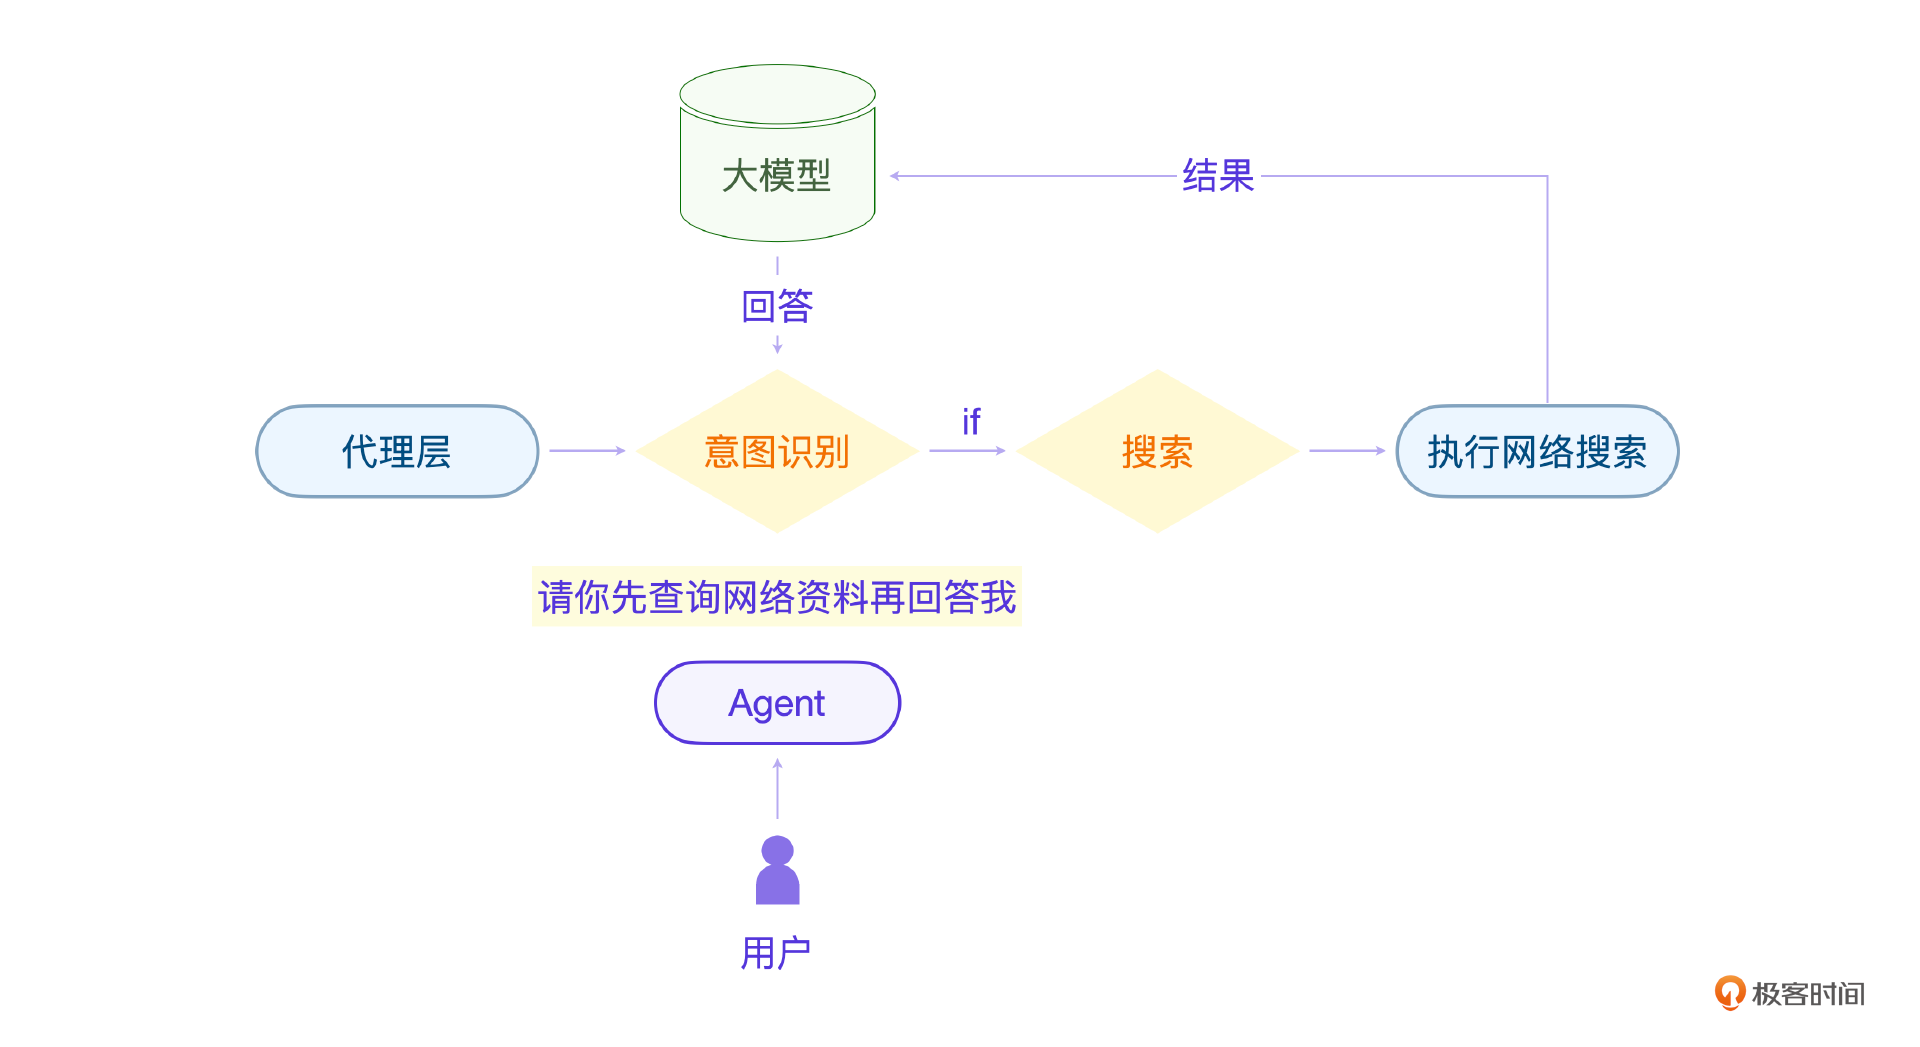 大模型
结果
回答
代理层
意图识别
if
搜索
执行网络搜索
请你先查询网络资料再回答我
Agent
用户
极客时间